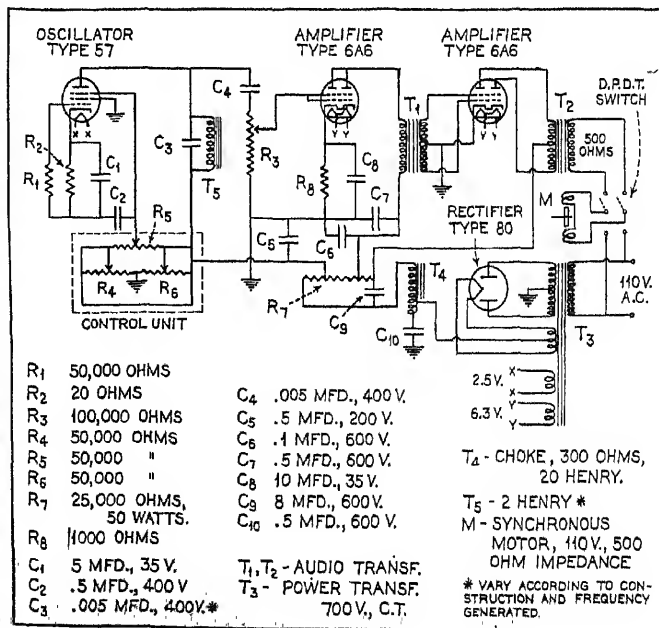 OSCILLATOR
TYPE 57
AMPLIFIER
TYPE 6A6
AMPLIFIER
TYPE 6A6
D.P.D.T.
SWITCH
C4
T1
T2
X X
Y Y
Y Y
R2
R1
C1
C2
C3
T5
R3
R8
C8
C7
500
OHMS
M
RECTIFIER
TYPE 80
R5
C5
C6
R4
R6
CONTROL UNIT
R7
C9
T4
C10
T3
110 V.
A.C.
2.5V.
X
X
6.3 V.
Y
Y
R1 50,000 OHMS
R2 20 OHMS
R3 100,000 OHMS
R4 50,000 OHMS
R5 50,000 "
R6 50,000 "
R7 25,000 OHMS,
50 WATTS.
R8 1000 OHMS
C1 5 MFD., 35 V.
C2 .5 MFD., 400 V
C3 .005 MFD., 400V.*
C4 .005 MFD., 400 V.
C5 .5 MFD., 200 V.
C6 .1 MFD., 600 V.
C7 .5 MFD., 600 V.
C8 10 MFD., 35 V.
C9 8 MFD., 600 V.
C10 .5 MFD., 600 V.
T1, T2 - AUDIO TRANSF.
T3 - POWER TRANSF.
700 V., C.T.
T4 - CHOKE, 300 OHMS,
20 HENRY.
T5 - 2 HENRY *
M - SYNCHRONOUS
MOTOR, 110 V., 500
OHM IMPEDANCE
* VARY ACCORDING TO CON-
STRUCTION AND FREQUENCY
GENERATED.